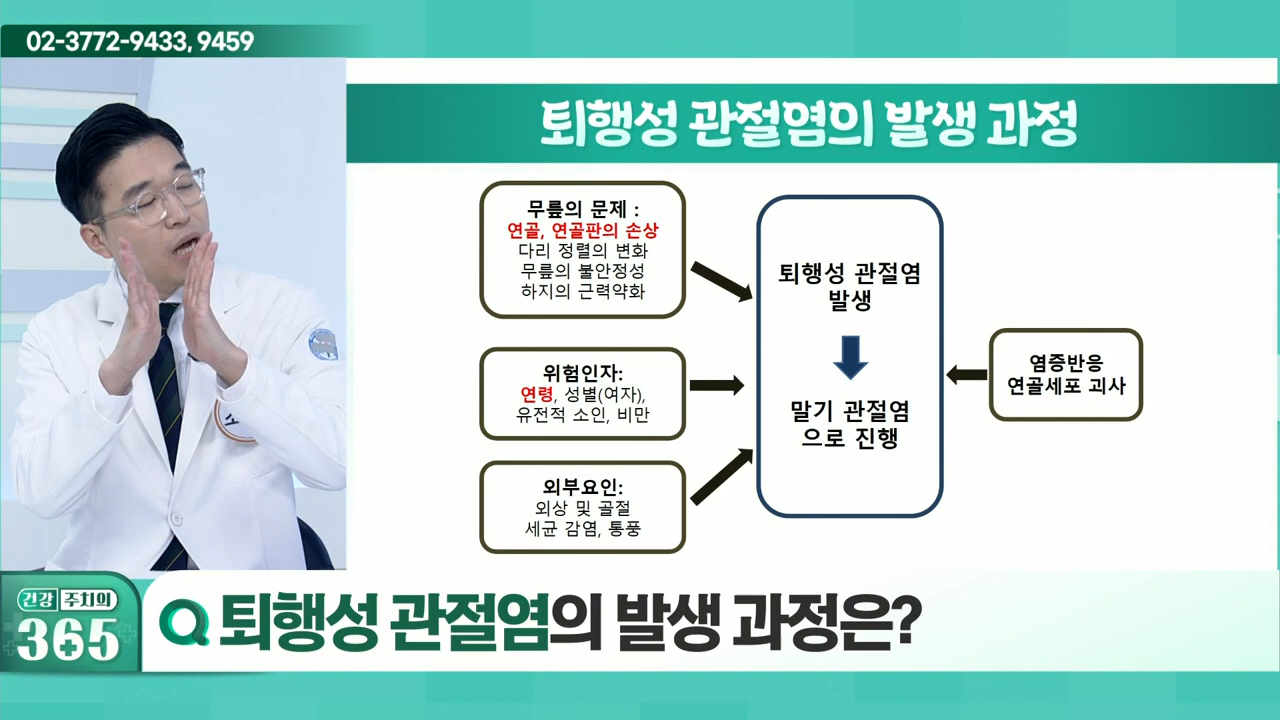 02-3772-9433, 9459
퇴행성 관절염의 발생 과정
무릎의 문제 :
연골, 연골판의 손상
다리 정렬의 변화
무릎의 불안정성
하지의 근력약화
위험인자:
연령, 성별(여자),
유전적 소인, 비만
외부요인:
외상 및 골절
세균 감염, 통풍
퇴행성 관절염
발생
말기 관절염
으로 진행
염증반응
연골세포 괴사
건강 주치의
365
Q 퇴행성 관절염의 발생 과정은?